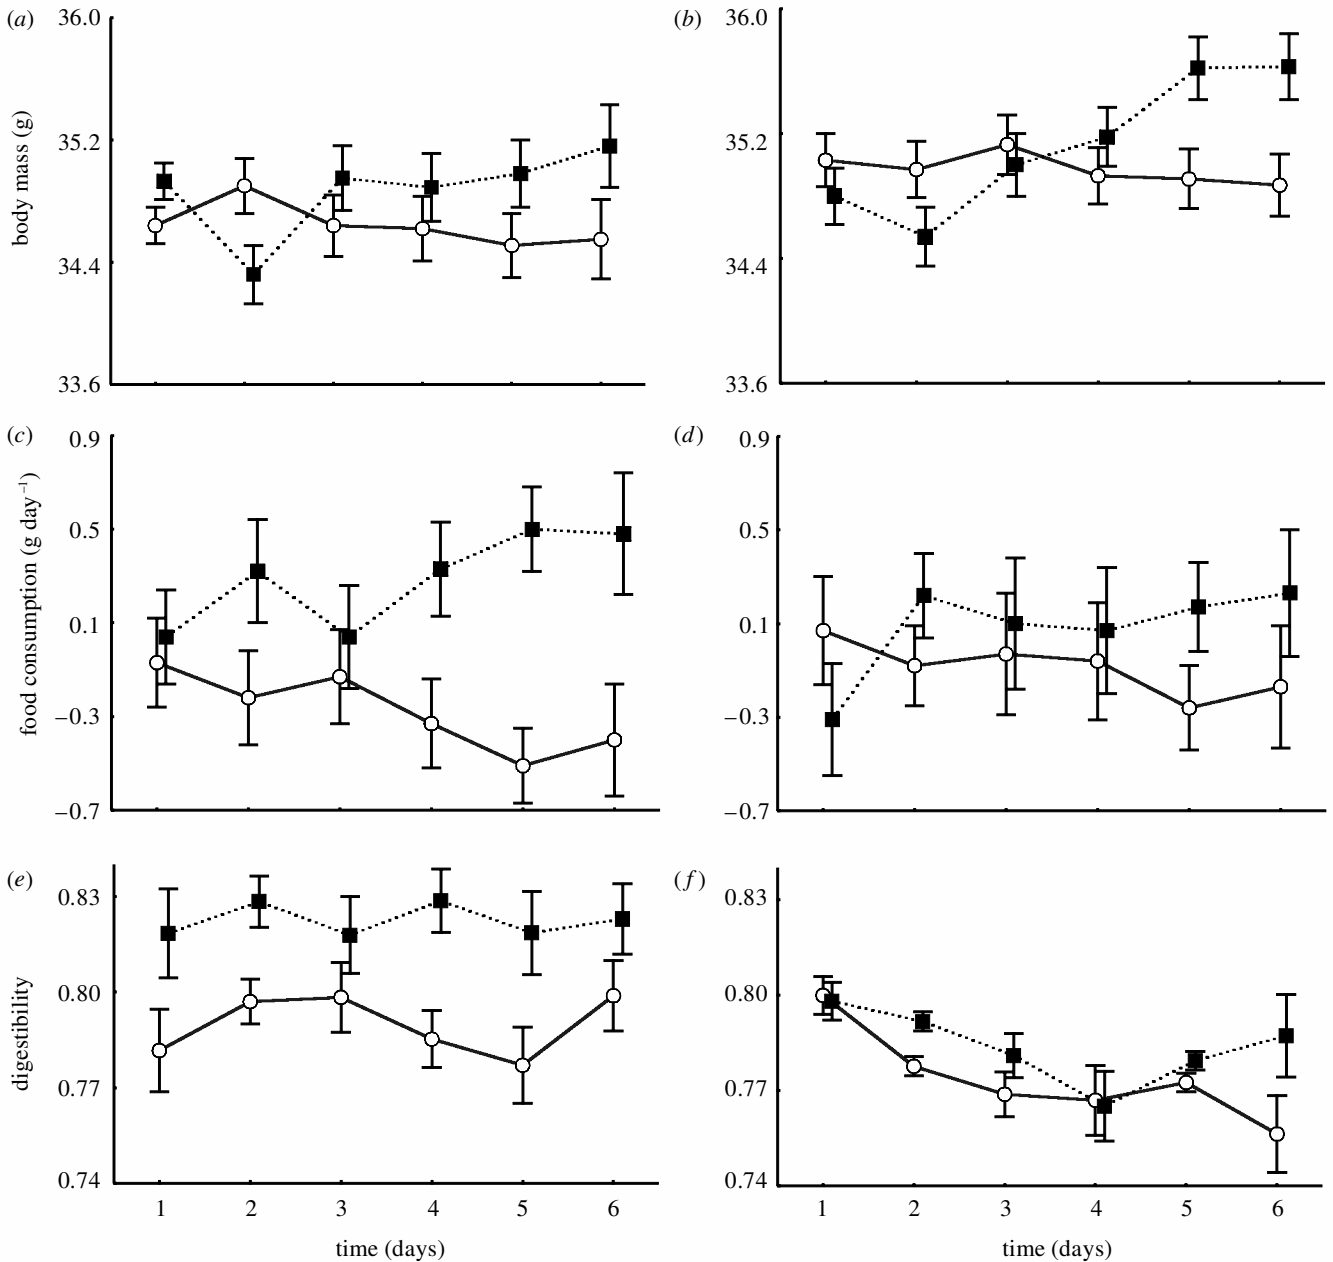 (a)
36.0
35.2
34.4
33.6
body mass (g)
(b)
36.0
35.2
34.4
33.6
(c)
0.9
0.5
0.1
−0.3
−0.7
food consumption (g day⁻¹)
(d)
0.9
0.5
0.1
−0.3
−0.7
(e)
0.83
0.80
0.77
0.74
digestibility
1 2 3 4 5 6
time (days)
(f)
0.83
0.80
0.77
0.74
1 2 3 4 5 6
time (days)